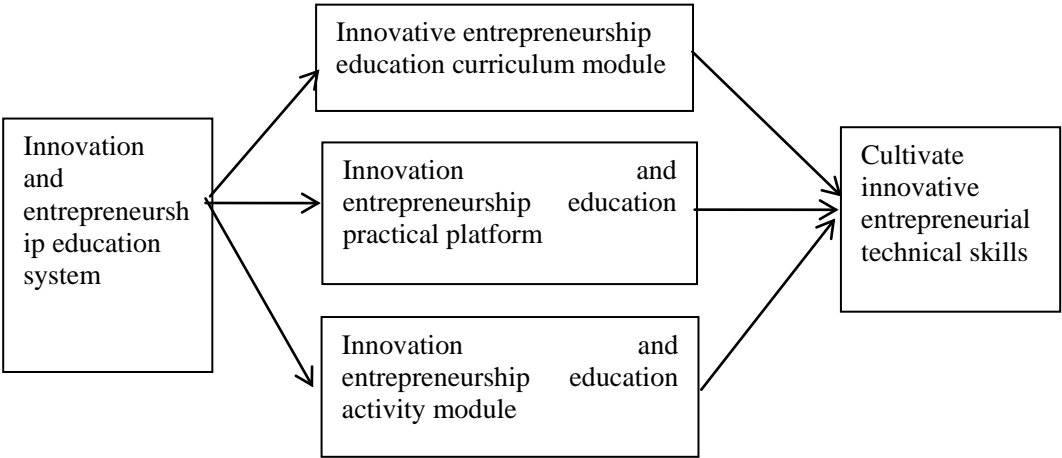 Innovation
and
entrepreneursh
ip education
system
Innovative entrepreneurship
education curriculum module
Innovation and
entrepreneurship education
practical platform
Innovation and
entrepreneurship education
activity module
Cultivate
innovative
entrepreneurial
technical skills